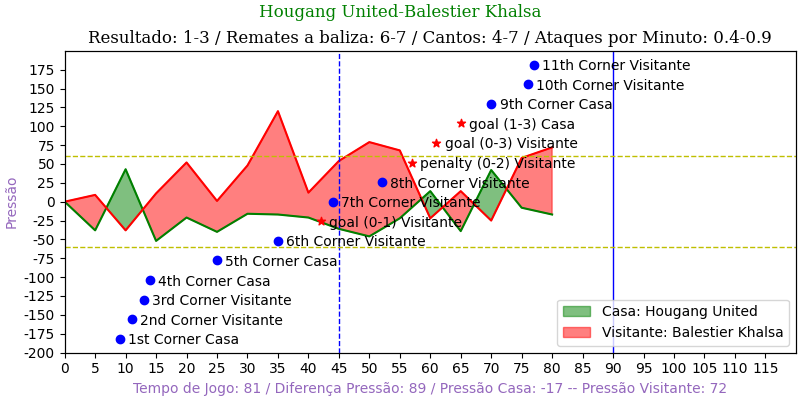 Hougang United-Balestier Khalsa
Resultado: 1-3 / Remates a baliza: 6-7 / Cantos: 4-7 / Ataques por Minuto: 0.4-0.9
175
150
125
100
75
50
25
0
-25
-50
-75
-100
-125
-150
-175
-200
Pressão
11th Corner Visitante
10th Corner Visitante
9th Corner Casa
goal (1-3) Casa
goal (0-3) Visitante
penalty (0-2) Visitante
8th Corner Visitante
7th Corner Visitante
goal (0-1) Visitante
6th Corner Visitante
5th Corner Casa
4th Corner Casa
3rd Corner Visitante
2nd Corner Visitante
1st Corner Casa
Casa: Hougang United
Visitante: Balestier Khalsa
0 5 10 15 20 25 30 35 40 45 50 55 60 65 70 75 80 85 90 95 100 105 110 115
Tempo de Jogo: 81 / Diferença Pressão: 89 / Pressão Casa: -17 -- Pressão Visitante: 72